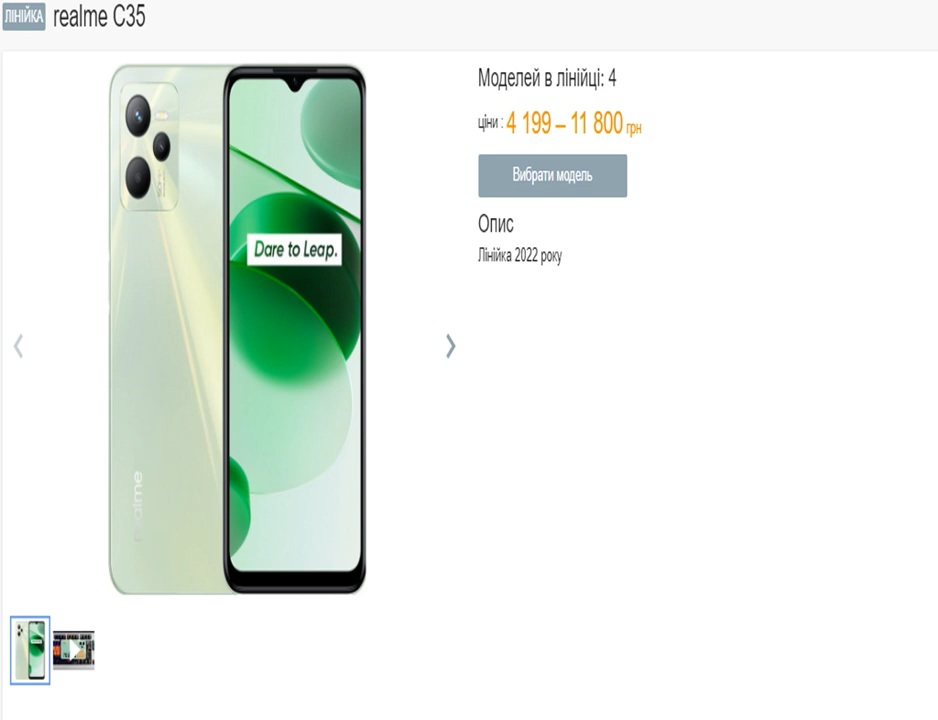 ЛІНІЙКА realme C35
Моделей в лінійці: 4
ціни : 4 199 – 11 800 грн
Вибрати модель
Опис
Лінійка 2022 року
Dare to Leap.
realme